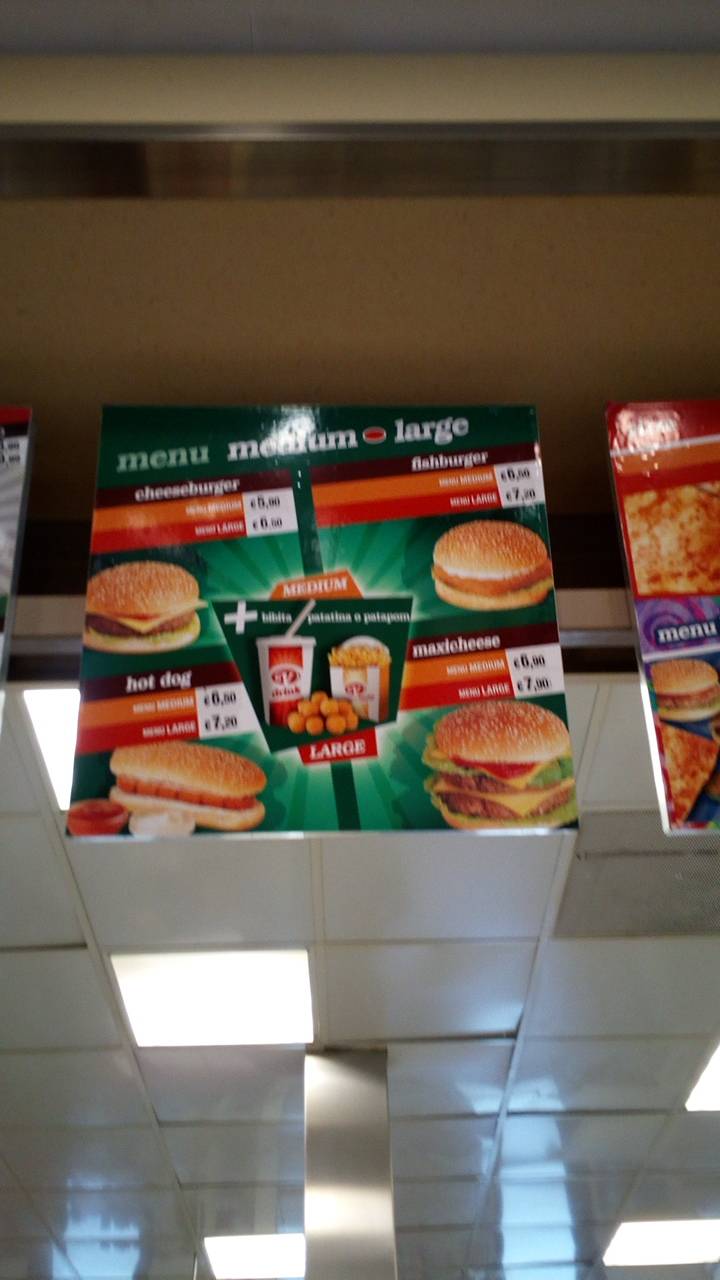 menu medium o large
cheeseburger
MENU MEDIUM €5,90
MENU LARGE €6.50
fishburger
MENU MEDIUM €6,50
MENU LARGE €7,20
MEDIUM
+ bibita patatina o patapom
drink
LARGE
hot dog
MENU MEDIUM €6,50
MENU LARGE €7,20
maxicheese
MENU MEDIUM €6,90
MENU LARGE €7,90
menu